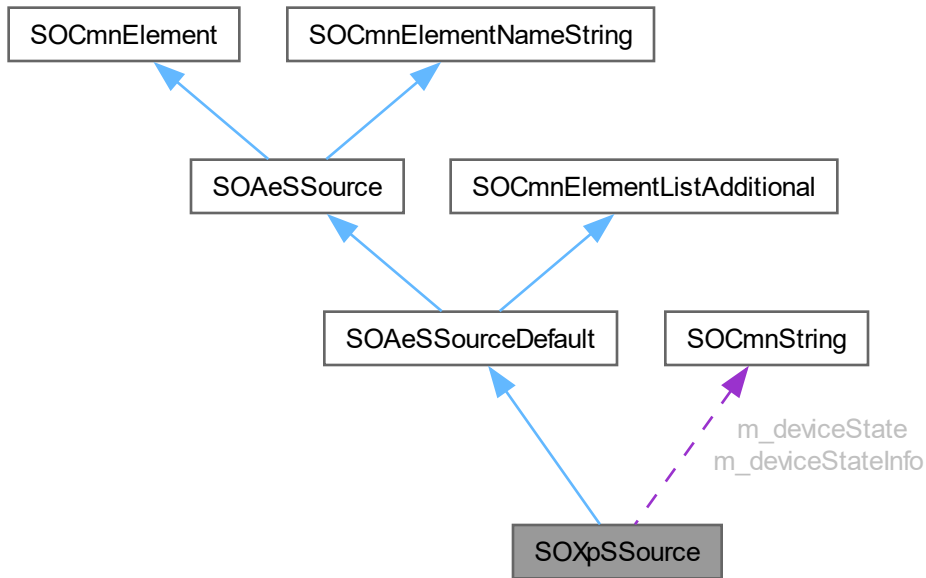 SOCmnElement
SOCmnElementNameString
SOAeSSource
SOCmnElementListAdditional
SOAeSSourceDefault
SOCmnString
m_deviceState
m_deviceStateInfo
SOXpSSource